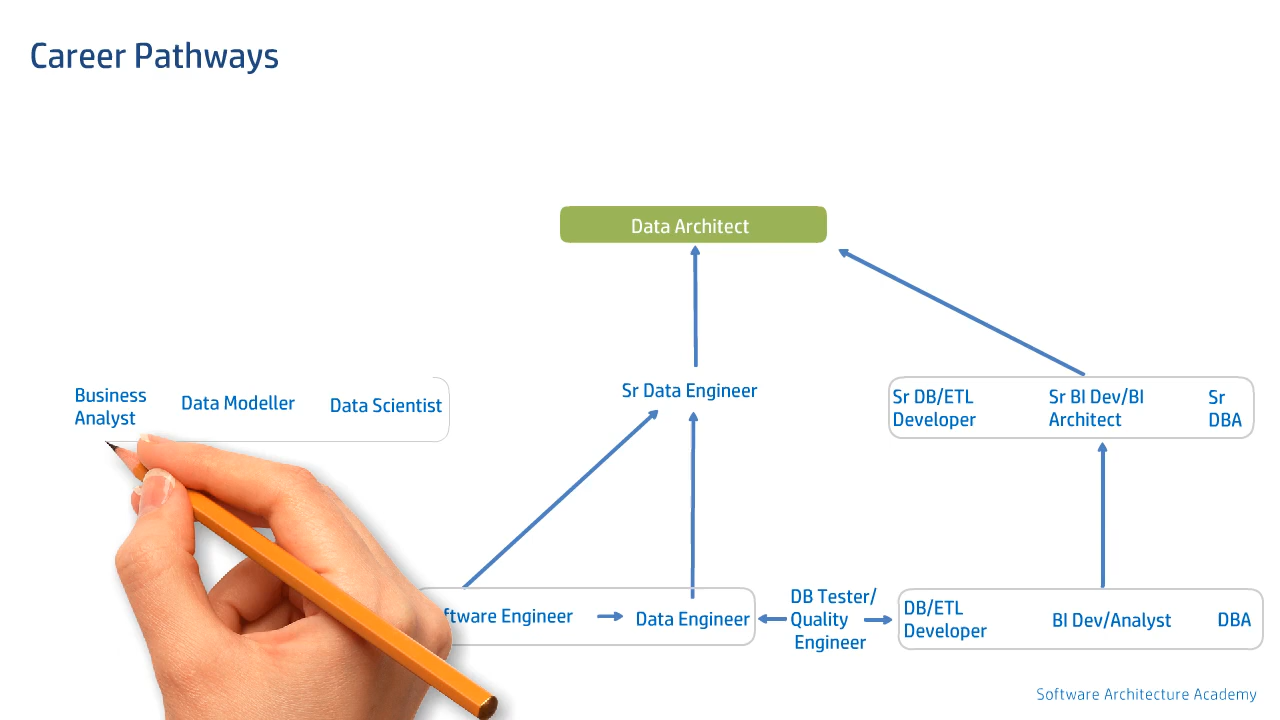 Career Pathways
Data Architect
Business
Analyst
Data Modeller
Data Scientist
Sr Data Engineer
Sr DB/ETL
Developer
Sr BI Dev/BI
Architect
Sr
DBA
Engineer
Data Engineer
DB Tester/
Quality
Engineer
DB/ETL
Developer
BI Dev/Analyst
DBA
Software Architecture Academy